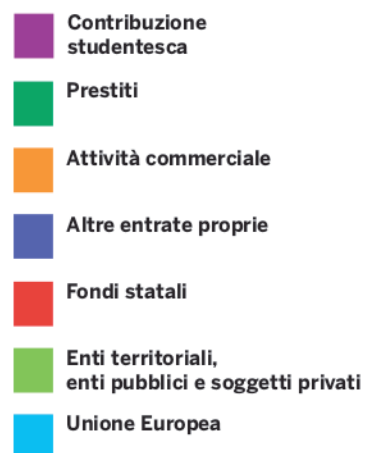 Contribuzione
studentesca
Prestiti
Attività commerciale
Altre entrate proprie
Fondi statali
Enti territoriali,
enti pubblici e soggetti privati
Unione Europea